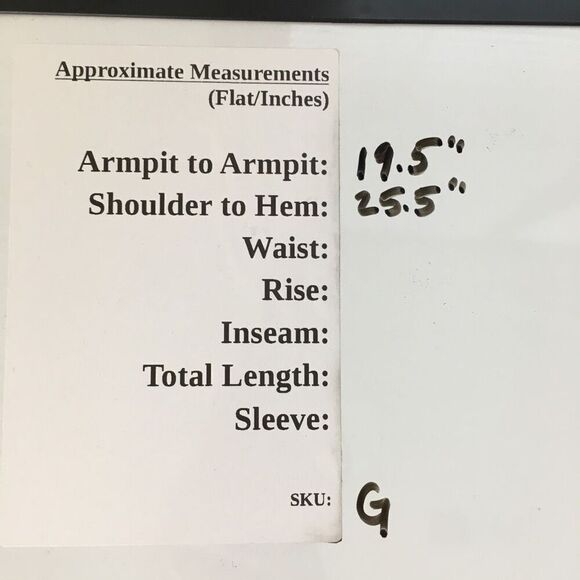 Approximate Measurements
(Flat/Inches)
Armpit to Armpit: 19.5"
Shoulder to Hem: 25.5"
Waist:
Rise:
Inseam:
Total Length:
Sleeve:
SKU: G